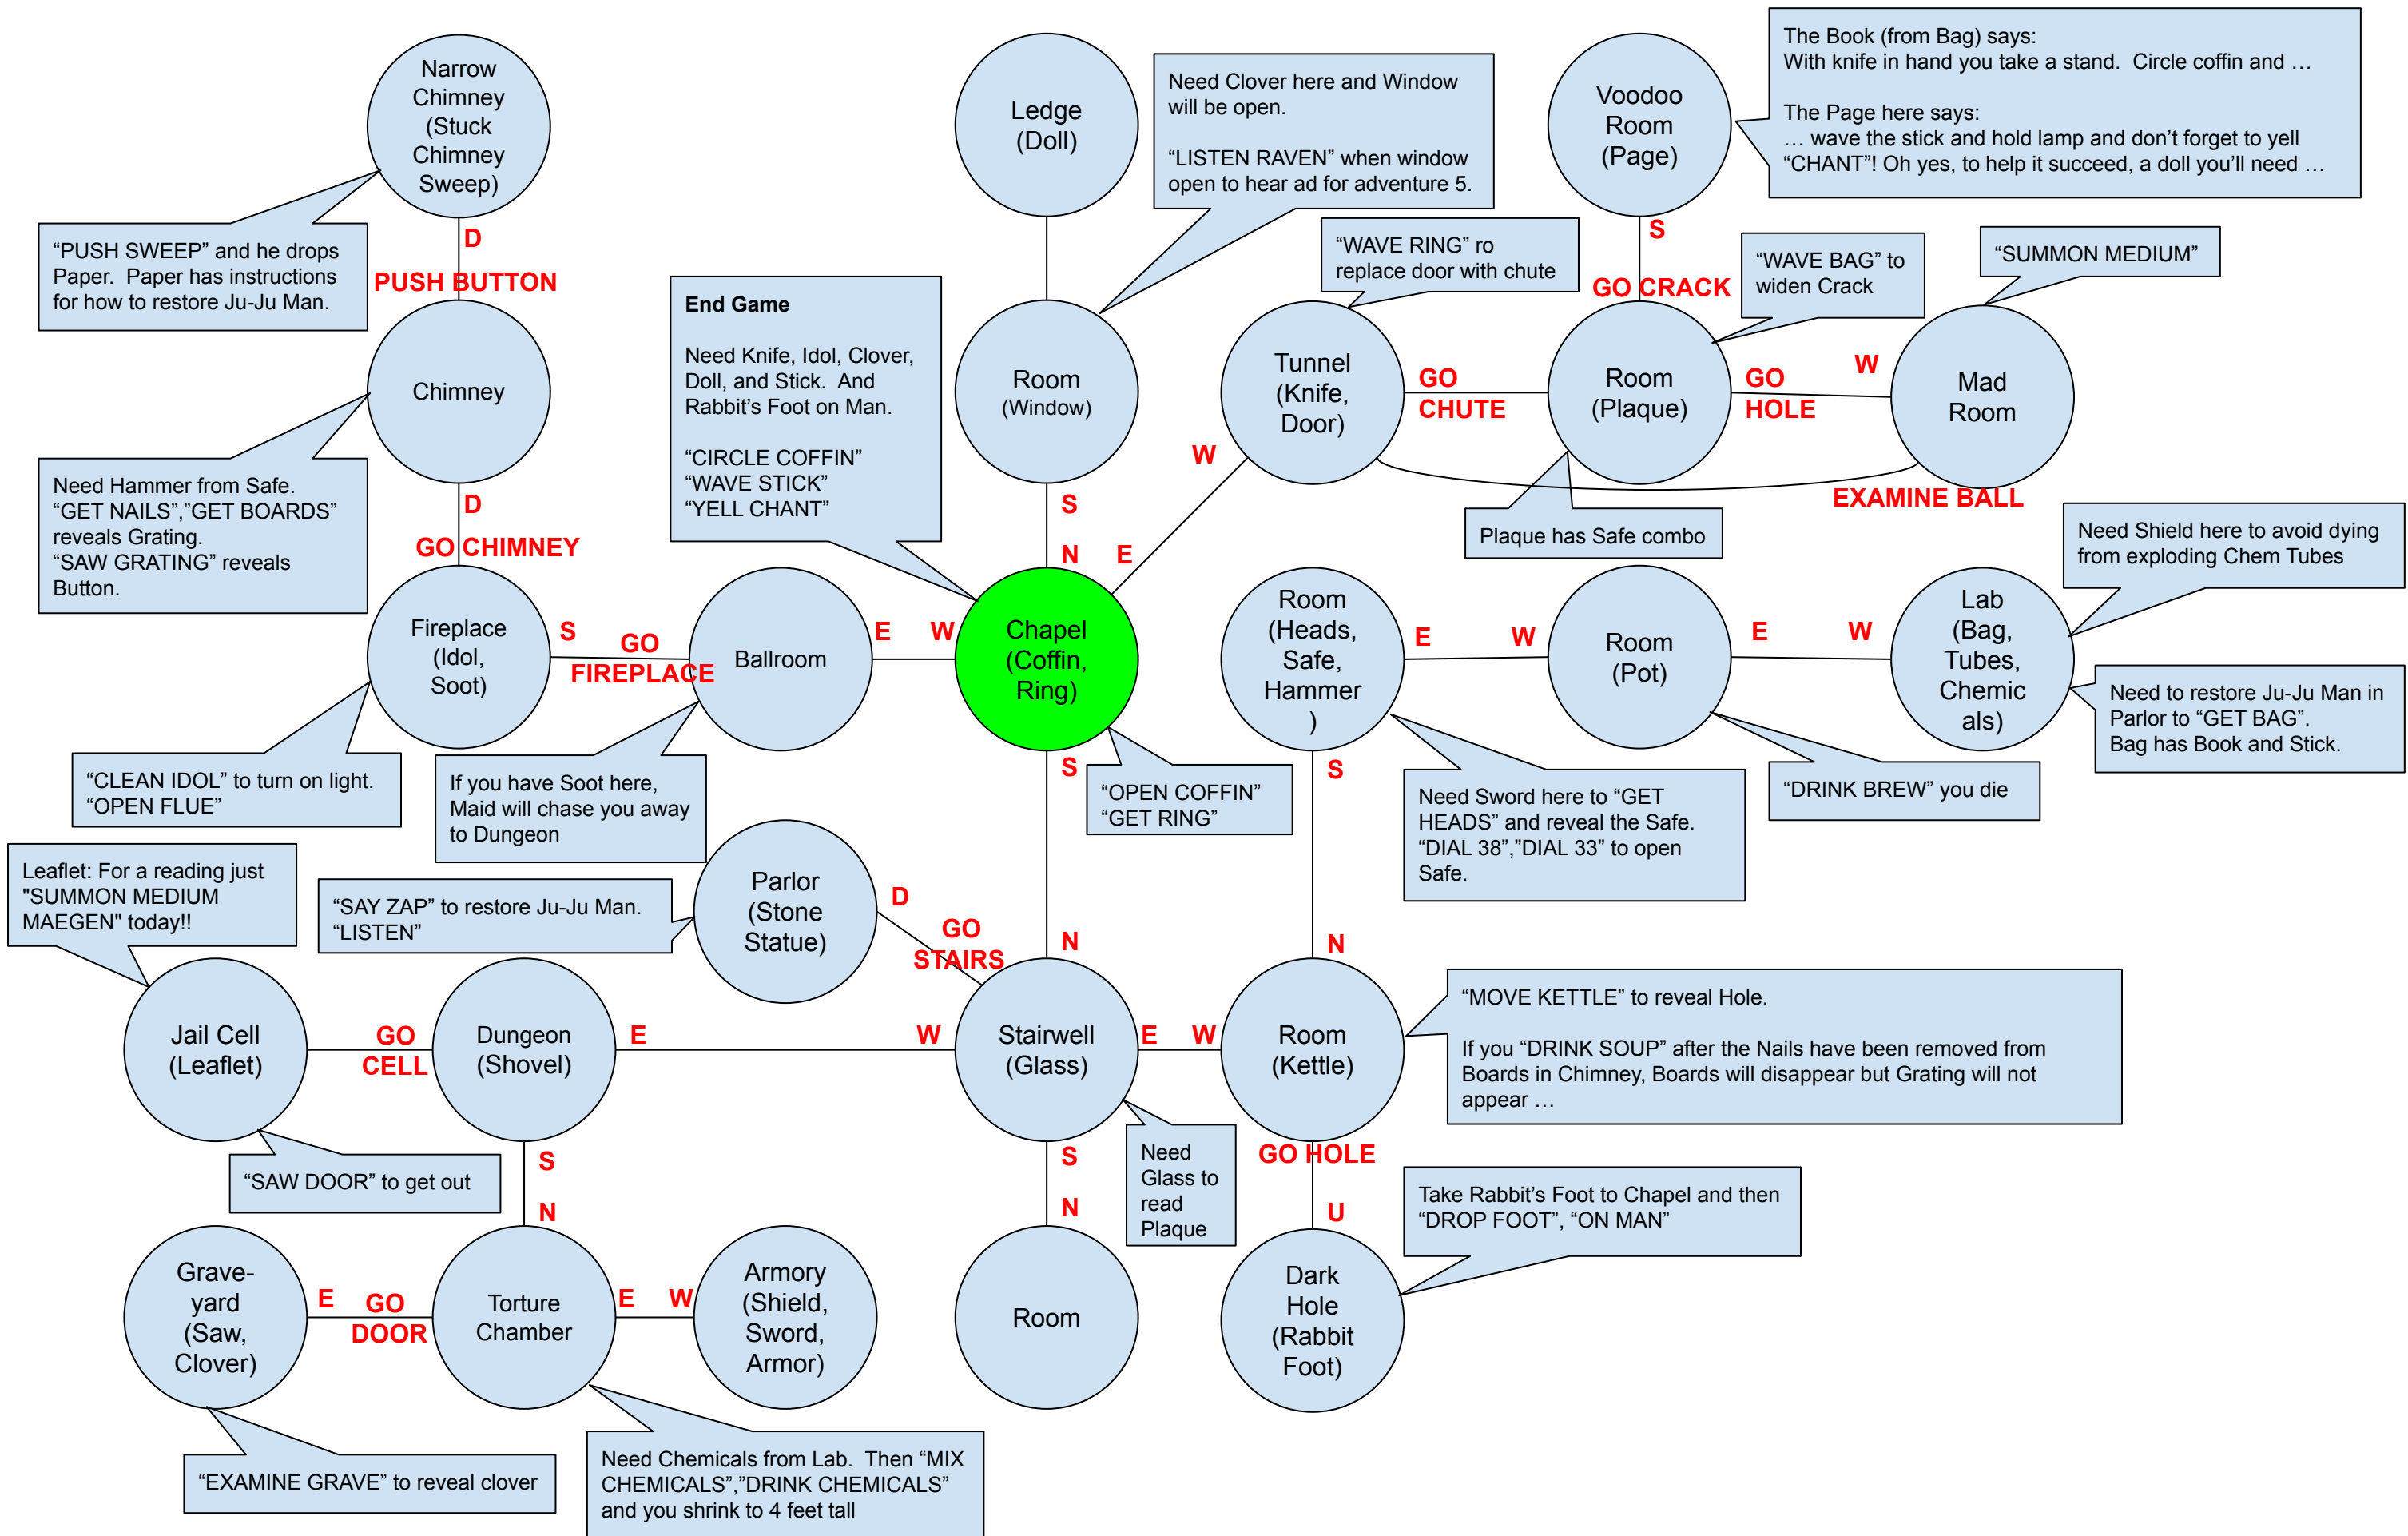 Narrow
Chimney
(Stuck
Chimney
Sweep)
Ledge
(Doll)
Need Clover here and Window
will be open.
“LISTEN RAVEN” when window
open to hear ad for adventure 5.
Voodoo
Room
(Page)
The Book (from Bag) says:
With knife in hand you take a stand.  Circle coffin and …
The Page here says:
… wave the stick and hold lamp and don’t forget to yell
“CHANT”! Oh yes, to help it succeed, a doll you’ll need …
“PUSH SWEEP” and he drops
Paper.  Paper has instructions
for how to restore Ju-Ju Man.
D
PUSH BUTTON
“WAVE RING” ro
replace door with chute
S
GO CRACK
“WAVE BAG” to
widen Crack
“SUMMON MEDIUM”
End Game
Need Knife, Idol, Clover,
Doll, and Stick.  And
Rabbit’s Foot on Man.
“CIRCLE COFFIN”
“WAVE STICK”
“YELL CHANT”
Chimney
Room
(Window)
Tunnel
(Knife,
Door)
GO
CHUTE
Room
(Plaque)
GO
HOLE
W
Mad
Room
W
EXAMINE BALL
Need Hammer from Safe.
“GET NAILS”,”GET BOARDS”
reveals Grating.
“SAW GRATING” reveals
Button.
D
GO CHIMNEY
S
N
E
Plaque has Safe combo
Need Shield here to avoid dying
from exploding Chem Tubes
Fireplace
(Idol,
Soot)
S
GO
FIREPLACE
Ballroom
E
W
Chapel
(Coffin,
Ring)
Room
(Heads,
Safe,
Hammer
)
E
W
Room
(Pot)
E
W
Lab
(Bag,
Tubes,
Chemic
als)
Need to restore Ju-Ju Man in
Parlor to “GET BAG”.
Bag has Book and Stick.
“CLEAN IDOL” to turn on light.
“OPEN FLUE”
If you have Soot here,
Maid will chase you away
to Dungeon
S
“OPEN COFFIN”
“GET RING”
S
Need Sword here to “GET
HEADS” and reveal the Safe.
“DIAL 38”,”DIAL 33” to open
Safe.
“DRINK BREW” you die
Leaflet: For a reading just
"SUMMON MEDIUM
MAEGEN" today!!
“SAY ZAP” to restore Ju-Ju Man.
“LISTEN”
Parlor
(Stone
Statue)
D
GO
STAIRS
N
N
Jail Cell
(Leaflet)
GO
CELL
Dungeon
(Shovel)
E
W
Stairwell
(Glass)
E
W
Room
(Kettle)
“MOVE KETTLE” to reveal Hole.
If you “DRINK SOUP” after the Nails have been removed from
Boards in Chimney, Boards will disappear but Grating will not
appear …
“SAW DOOR” to get out
S
N
S
N
Need
Glass to
read
Plaque
GO HOLE
U
Take Rabbit’s Foot to Chapel and then
“DROP FOOT”, “ON MAN”
Grave-
yard
(Saw,
Clover)
E
GO
DOOR
Torture
Chamber
E
W
Armory
(Shield,
Sword,
Armor)
Room
Dark
Hole
(Rabbit
Foot)
“EXAMINE GRAVE” to reveal clover
Need Chemicals from Lab.  Then “MIX
CHEMICALS”,”DRINK CHEMICALS”
and you shrink to 4 feet tall